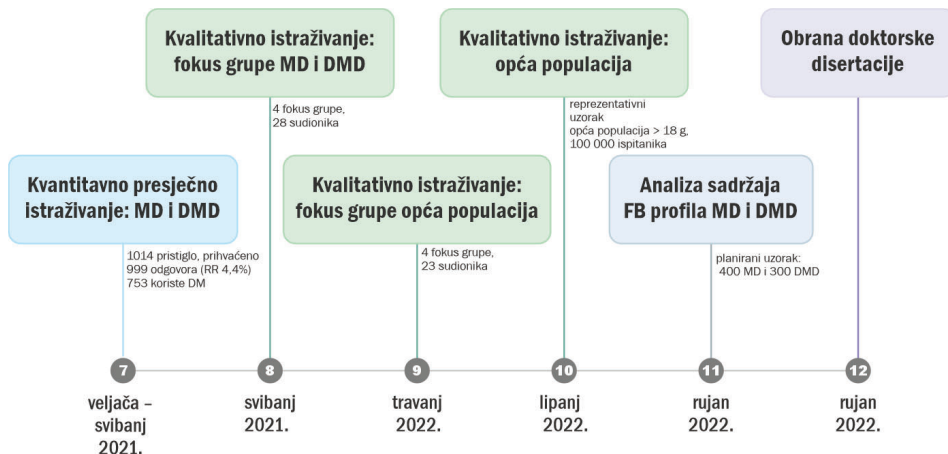 Kvalitativno istraživanje:
fokus grupe MD i DMD
4 fokus grupe,
28 sudionika
Kvalitativno istraživanje:
opća populacija
reprezentativni
uzorak
opća populacija > 18 g,
100 000 ispitanika
Obrana doktorske
disertacije
Kvantitavno presječno
istraživanje: MD i DMD
1014 pristiglo, prihvaćeno
999 odgovora (RR 4,4%)
753 koriste DM
Kvalitativno istraživanje:
fokus grupe opća populacija
4 fokus grupe,
23 sudionika
Analiza sadržaja
FB profila MD i DMD
planirani uzorak:
400 MD i 300 DMD
7
8
9
10
11
12
veljača –
svibanj
2021.
svibanj
2021.
travanj
2022.
lipanj
2022.
rujan
2022.
rujan
2022.